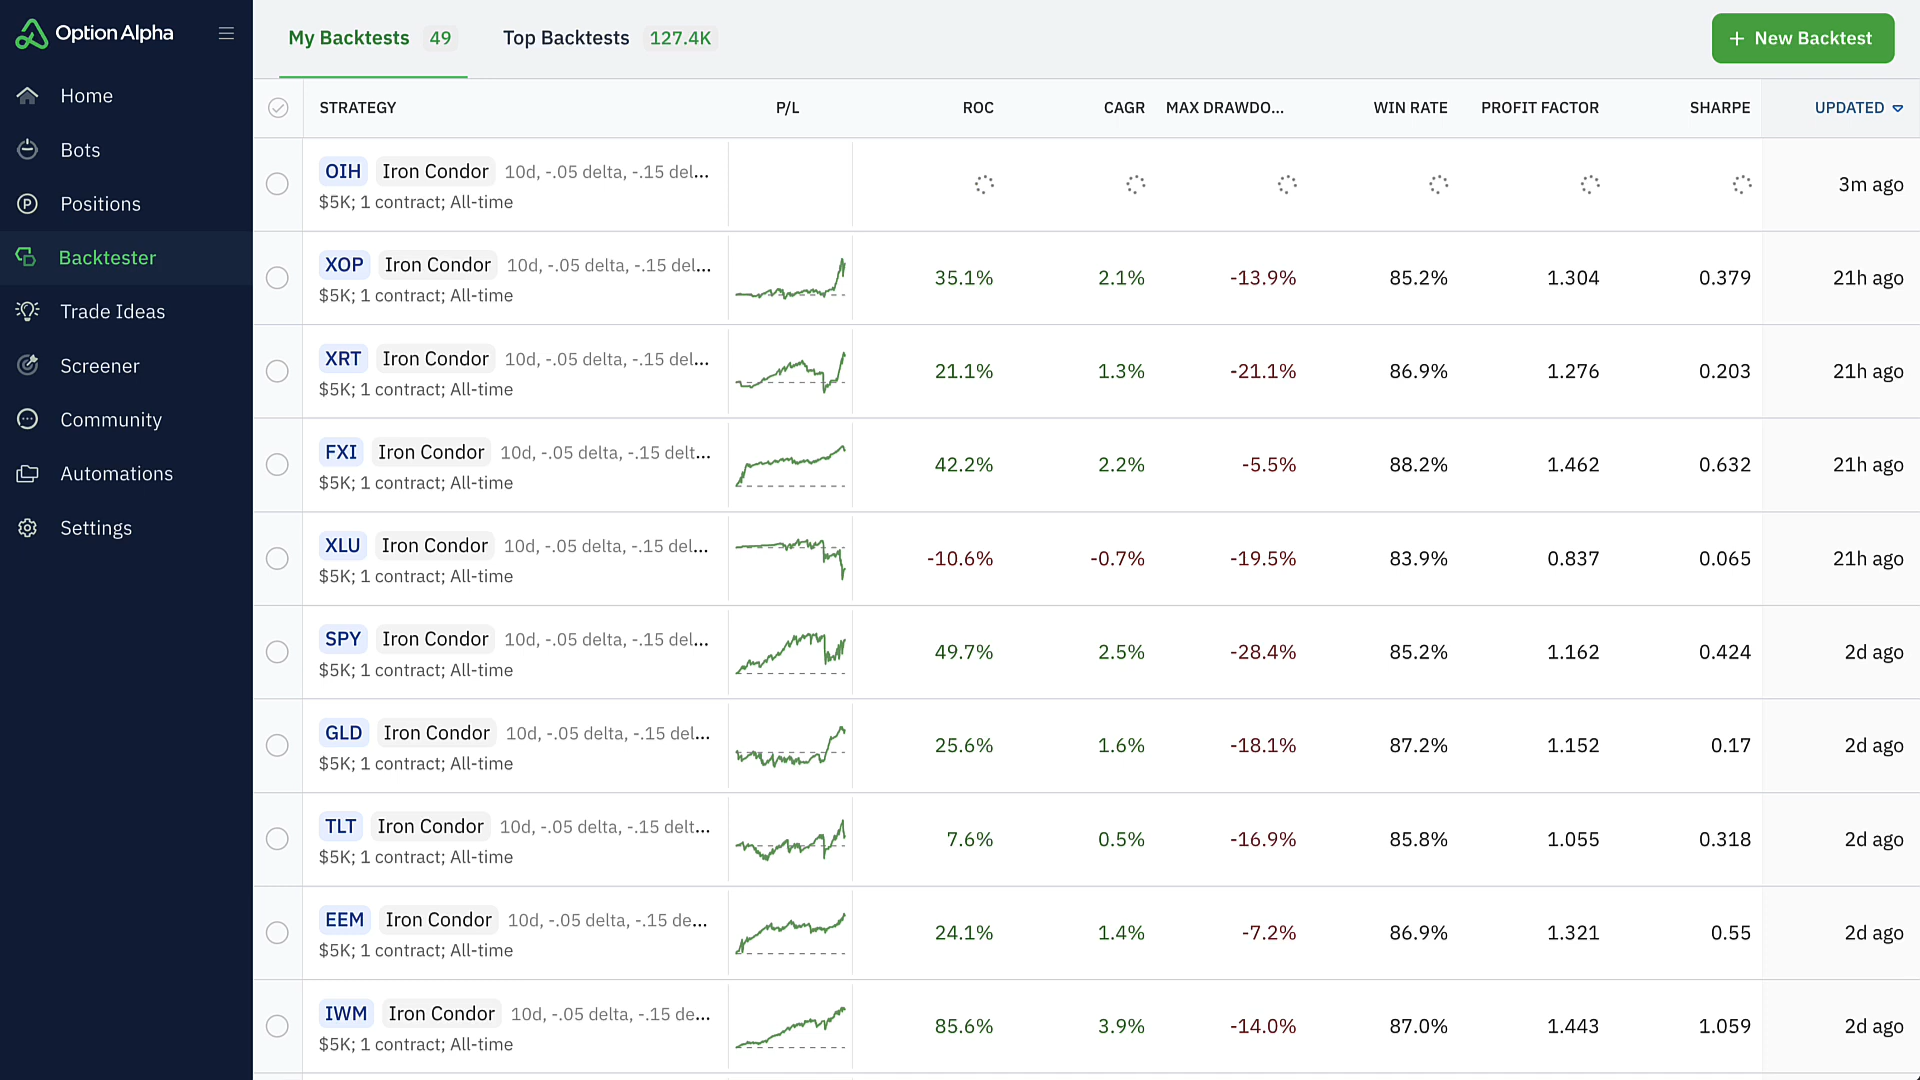 Option Alpha
Home
Bots
Positions
Backtester
Trade Ideas
Screener
Community
Automations
Settings
My Backtests 49 Top Backtests 127.4K
+ New Backtest
STRATEGY P/L ROC CAGR MAX DRAWDO... WIN RATE PROFIT FACTOR SHARPE UPDATED
OIH Iron Condor 10d, -.05 delta, -.15 del...
$5K; 1 contract; All-time
3m ago
XOP Iron Condor 10d, -.05 delta, -.15 del...
$5K; 1 contract; All-time
35.1% 2.1% -13.9% 85.2% 1.304 0.379 21h ago
XRT Iron Condor 10d, -.05 delta, -.15 del...
$5K; 1 contract; All-time
21.1% 1.3% -21.1% 86.9% 1.276 0.203 21h ago
FXI Iron Condor 10d, -.05 delta, -.15 delt...
$5K; 1 contract; All-time
42.2% 2.2% -5.5% 88.2% 1.462 0.632 21h ago
XLU Iron Condor 10d, -.05 delta, -.15 del...
$5K; 1 contract; All-time
-10.6% -0.7% -19.5% 83.9% 0.837 0.065 21h ago
SPY Iron Condor 10d, -.05 delta, -.15 del...
$5K; 1 contract; All-time
49.7% 2.5% -28.4% 85.2% 1.162 0.424 2d ago
GLD Iron Condor 10d, -.05 delta, -.15 del...
$5K; 1 contract; All-time
25.6% 1.6% -18.1% 87.2% 1.152 0.17 2d ago
TLT Iron Condor 10d, -.05 delta, -.15 delt...
$5K; 1 contract; All-time
7.6% 0.5% -16.9% 85.8% 1.055 0.318 2d ago
EEM Iron Condor 10d, -.05 delta, -.15 de...
$5K; 1 contract; All-time
24.1% 1.4% -7.2% 86.9% 1.321 0.55 2d ago
IWM Iron Condor 10d, -.05 delta, -.15 de...
$5K; 1 contract; All-time
85.6% 3.9% -14.0% 87.0% 1.443 1.059 2d ago